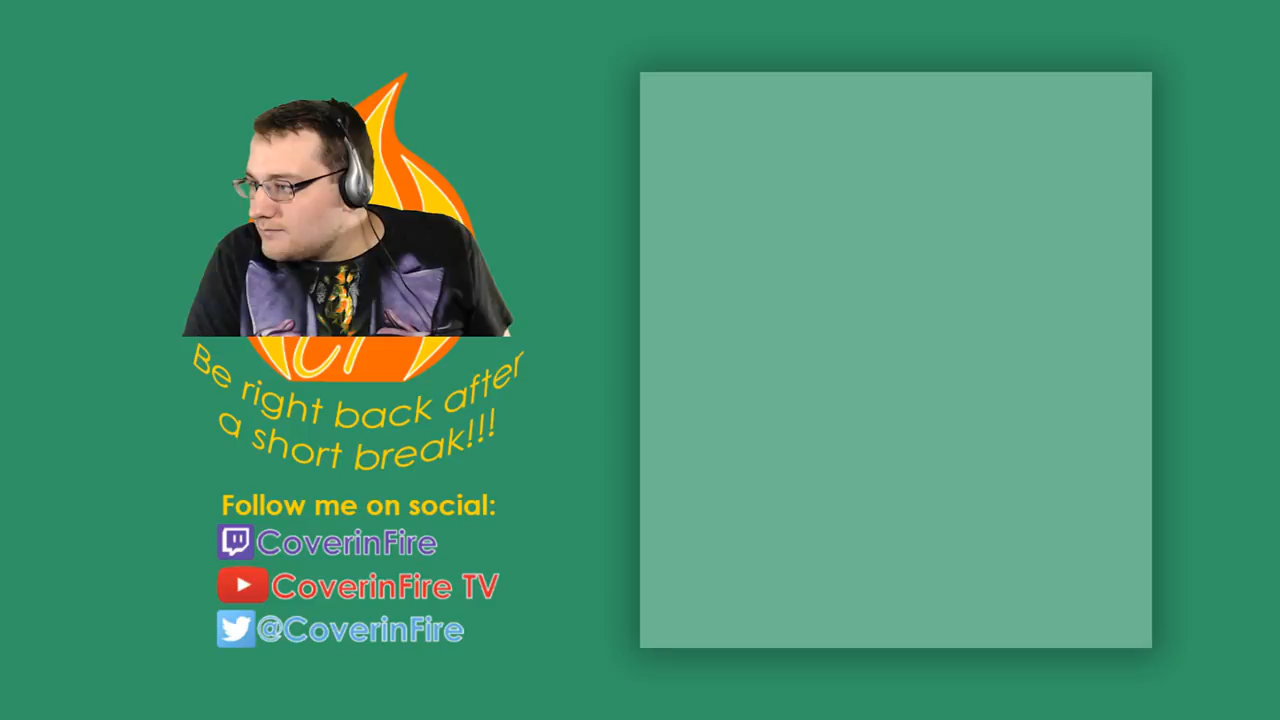 Be right back after
a short break!!!
Follow me on social:
CoverinFire
CoverinFire TV
@CoverinFire